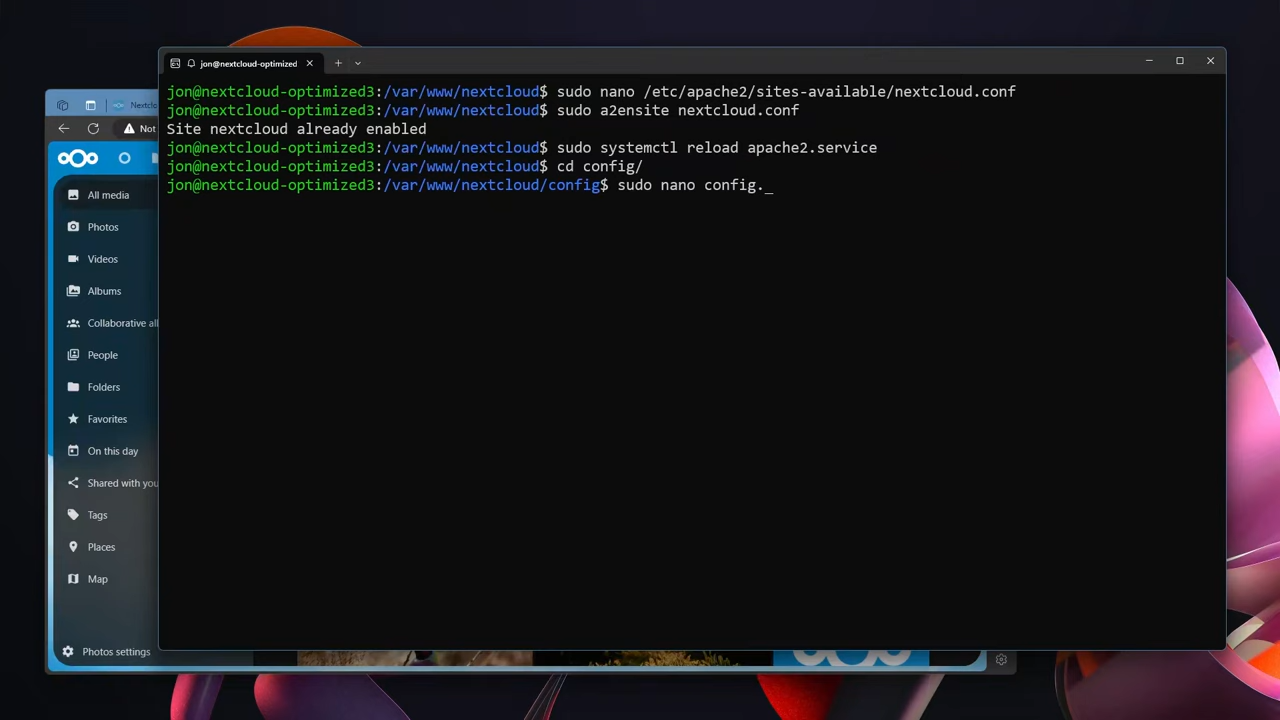 jon@nextcloud-optimized
jon@nextcloud-optimized3:/var/www/nextcloud$ sudo nano /etc/apache2/sites-available/nextcloud.conf
jon@nextcloud-optimized3:/var/www/nextcloud$ sudo a2ensite nextcloud.conf
Site nextcloud already enabled
jon@nextcloud-optimized3:/var/www/nextcloud$ sudo systemctl reload apache2.service
jon@nextcloud-optimized3:/var/www/nextcloud$ cd config/
jon@nextcloud-optimized3:/var/www/nextcloud/config$ sudo nano config._
Nextclo
Not
All media
Photos
Videos
Albums
Collaborative all
People
Folders
Favorites
On this day
Shared with you
Tags
Places
Map
Photos settings